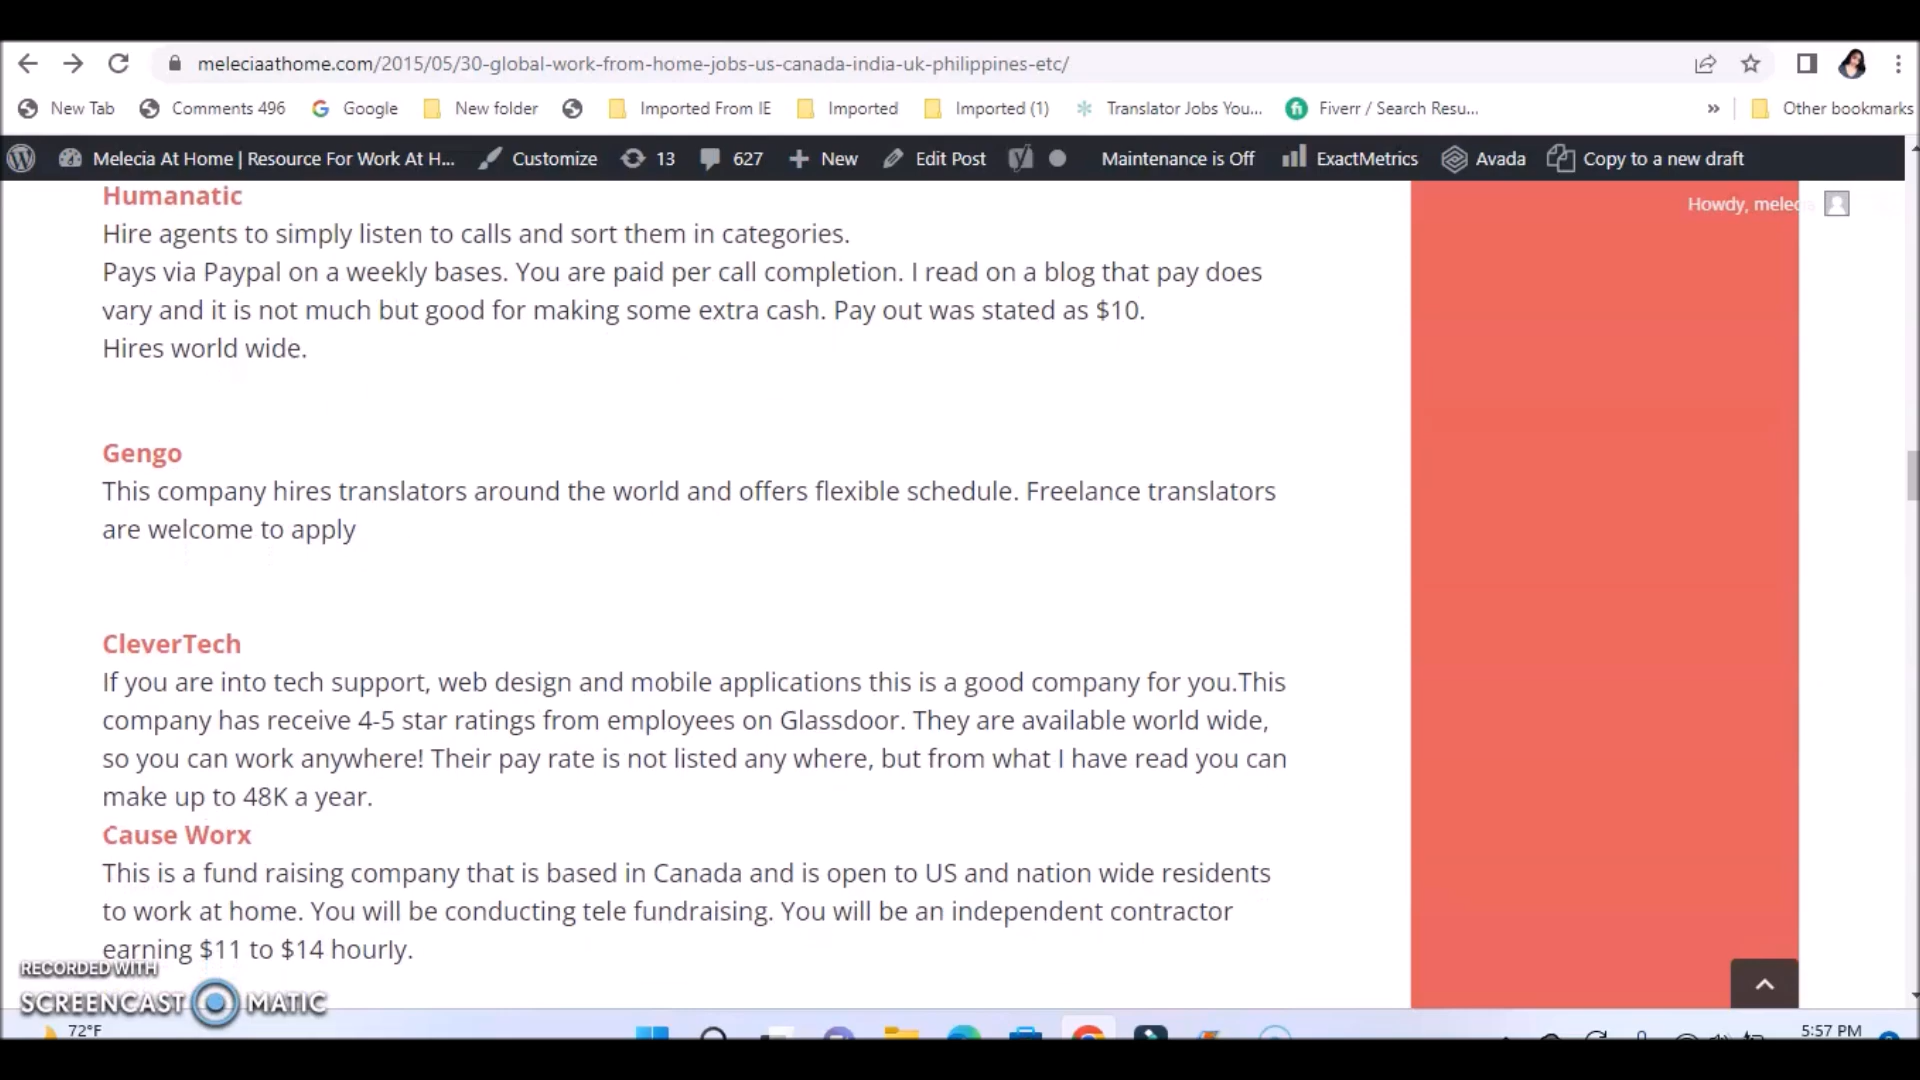 meleciaathome.com/2015/05/30-global-work-from-home-jobs-us-canada-india-uk-philippines-etc/
New Tab Comments 496 Google New folder Imported From IE Imported Imported (1) Translator Jobs You... Fiverr / Search Resu... » Other bookmarks
Melecia At Home | Resource For Work At H... Customize 13 627 New Edit Post Maintenance is Off ExactMetrics Avada Copy to a new draft
Howdy, melec
Humanatic
Hire agents to simply listen to calls and sort them in categories.
Pays via Paypal on a weekly bases. You are paid per call completion. I read on a blog that pay does
vary and it is not much but good for making some extra cash. Pay out was stated as $10.
Hires world wide.
Gengo
This company hires translators around the world and offers flexible schedule. Freelance translators
are welcome to apply
CleverTech
If you are into tech support, web design and mobile applications this is a good company for you.This
company has receive 4-5 star ratings from employees on Glassdoor. They are available world wide,
so you can work anywhere! Their pay rate is not listed any where, but from what I have read you can
make up to 48K a year.
Cause Worx
This is a fund raising company that is based in Canada and is open to US and nation wide residents
to work at home. You will be conducting tele fundraising. You will be an independent contractor
earning $11 to $14 hourly.
RECORDED WITH
SCREENCAST MATIC
72°F
5:57 PM